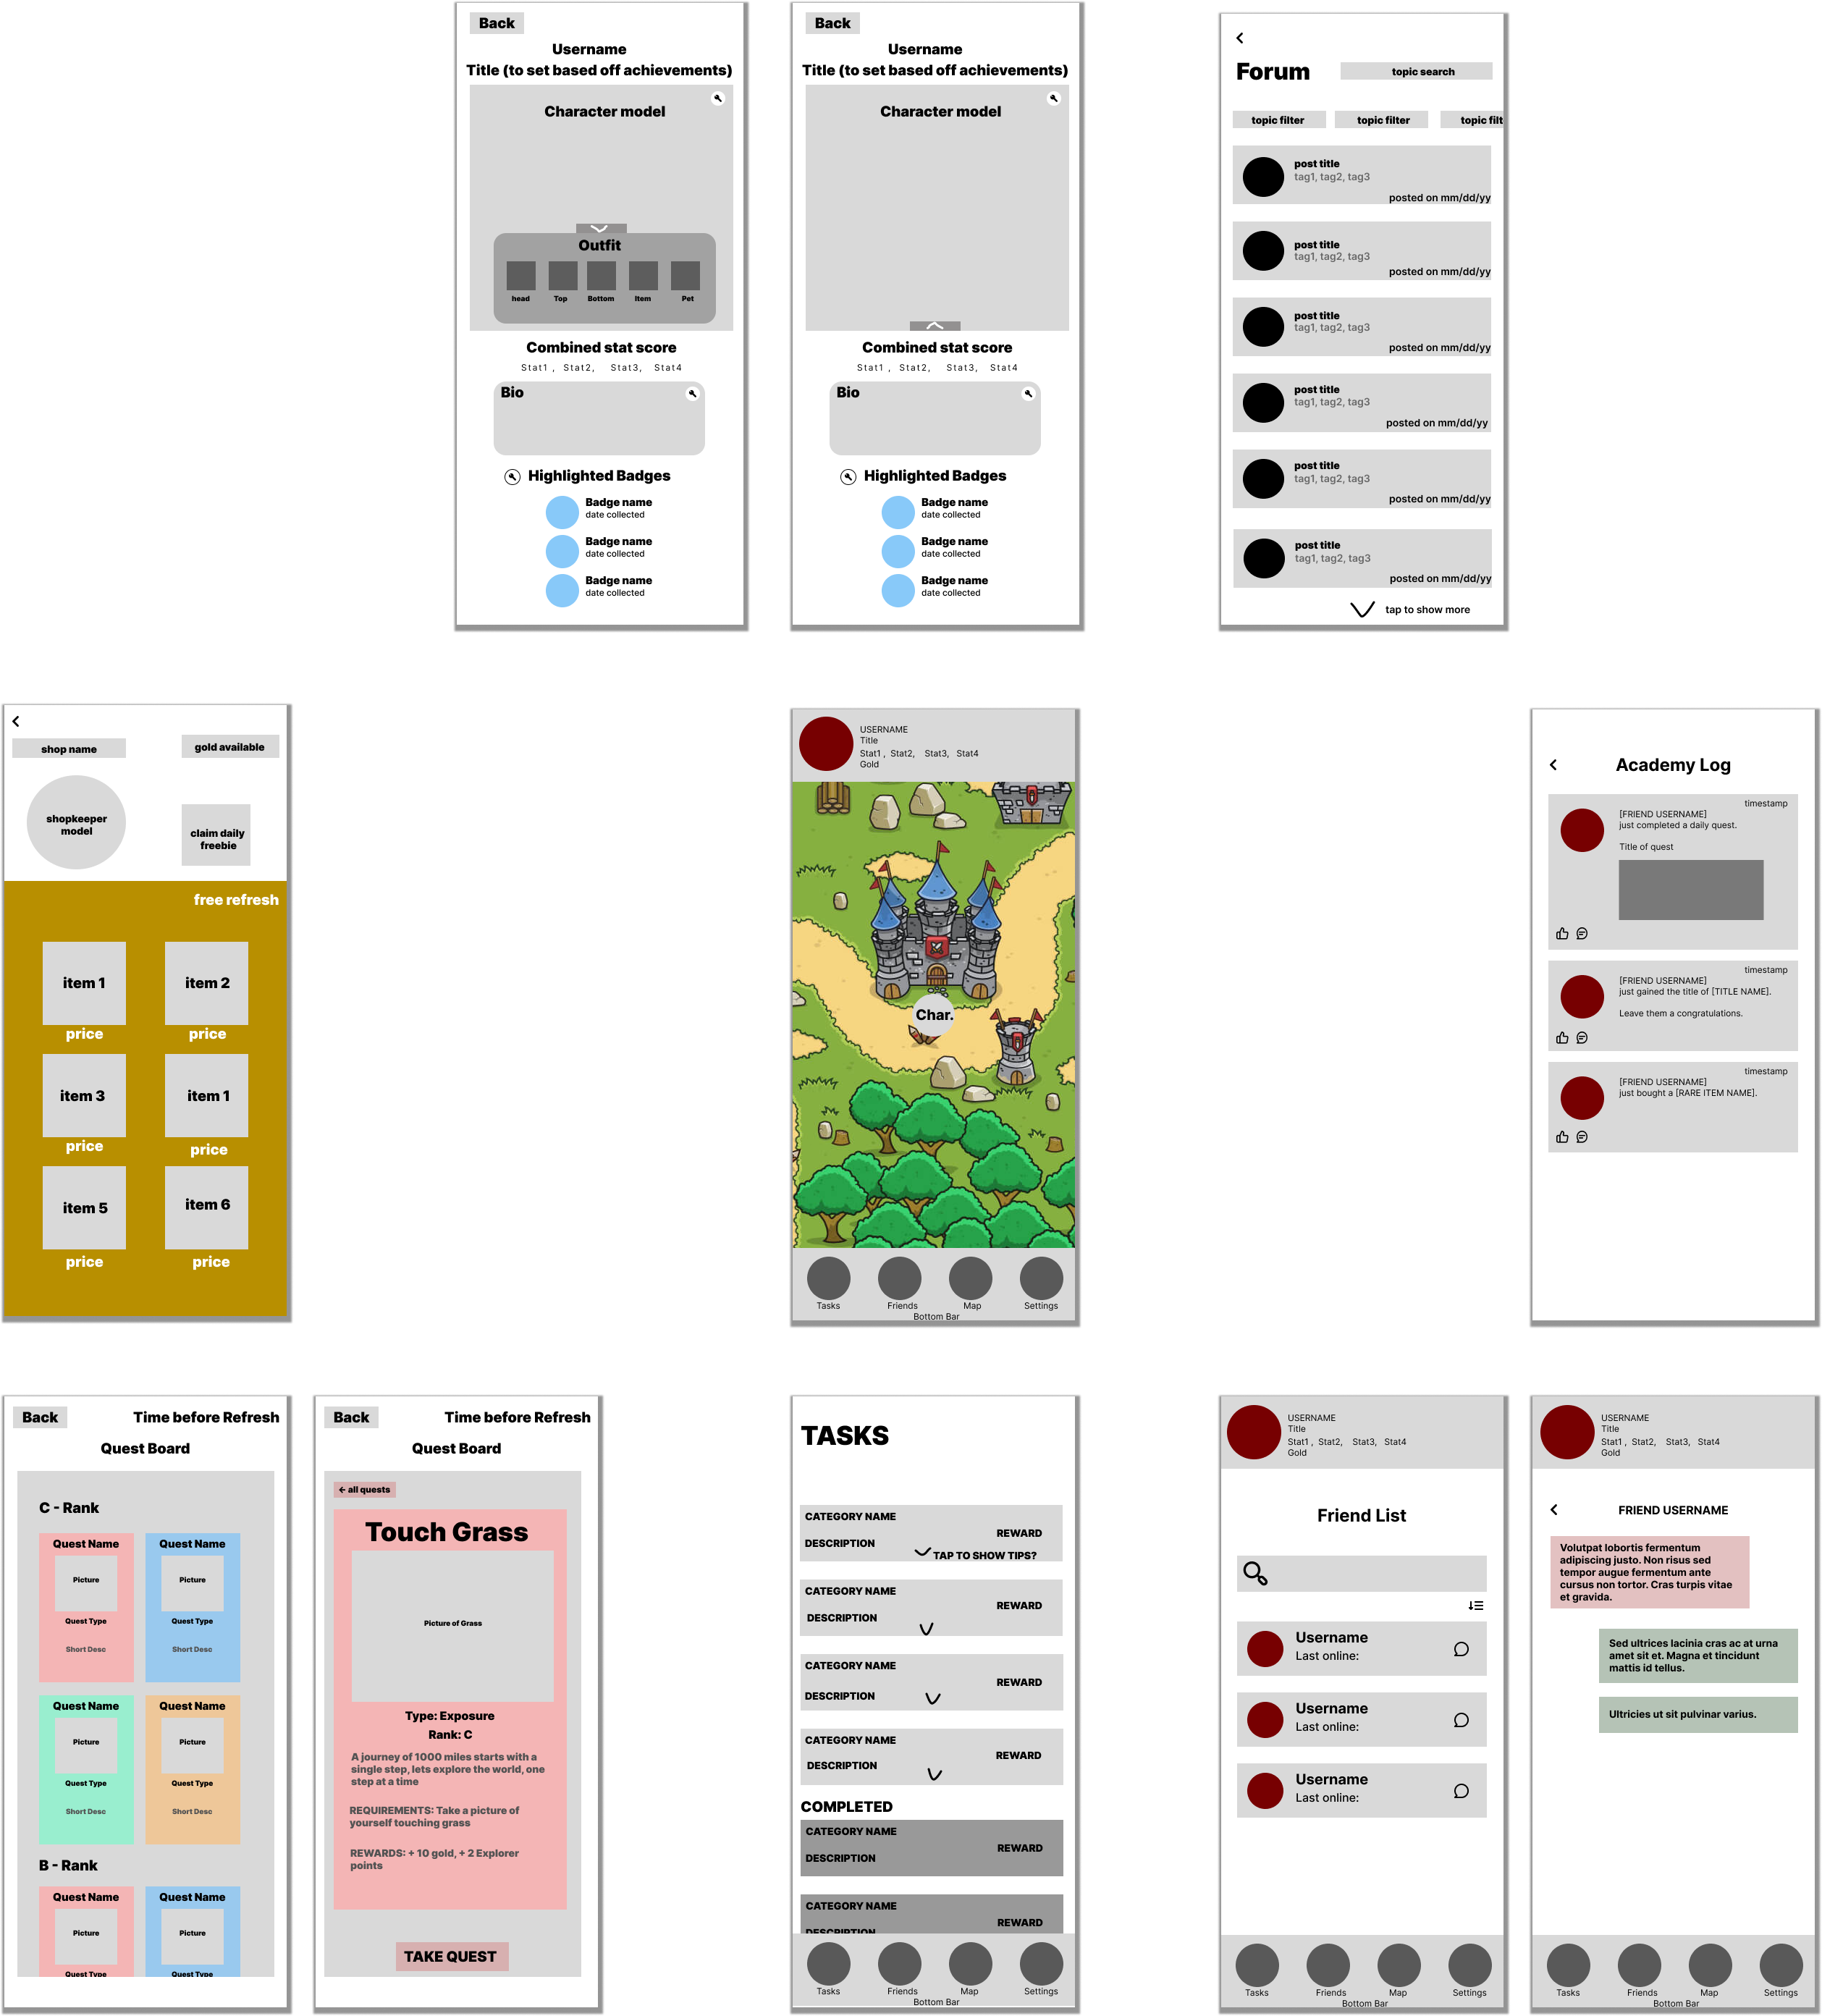 Back
Username
Title (to set based off achievements)
Character model
Outfit
head Top Bottom Item Pet
Combined stat score
Stat1 , Stat2, Stat3, Stat4
Bio
Highlighted Badges
Badge name
date collected
Badge name
date collected
Badge name
date collected
Back
Username
Title (to set based off achievements)
Character model
Combined stat score
Stat1 , Stat2, Stat3, Stat4
Bio
Highlighted Badges
Badge name
date collected
Badge name
date collected
Badge name
date collected
Forum
topic search
topic filter topic filter topic filt
post title
tag1, tag2, tag3
posted on mm/dd/yy
post title
tag1, tag2, tag3
posted on mm/dd/yy
post title
tag1, tag2, tag3
posted on mm/dd/yy
post title
tag1, tag2, tag3
posted on mm/dd/yy
post title
tag1, tag2, tag3
posted on mm/dd/yy
post title
tag1, tag2, tag3
posted on mm/dd/yy
tap to show more
shop name
gold available
shopkeeper
model
claim daily
freebie
free refresh
item 1 item 2
price price
item 3 item 1
price price
item 5 item 6
price price
USERNAME
Title
Stat1 , Stat2, Stat3, Stat4
Gold
Char.
Tasks Friends Map Settings
Bottom Bar
Academy Log
timestamp
[FRIEND USERNAME]
just completed a daily quest.
Title of quest
timestamp
[FRIEND USERNAME]
just gained the title of [TITLE NAME].
Leave them a congratulations.
timestamp
[FRIEND USERNAME]
just bought a [RARE ITEM NAME].
Back
Time before Refresh
Quest Board
C - Rank
Quest Name Quest Name
Picture Picture
Quest Type Quest Type
Short Desc Short Desc
Quest Name Quest Name
Picture Picture
Quest Type Quest Type
Short Desc Short Desc
B - Rank
Quest Name Quest Name
Picture Picture
Quest Type Quest Type
Back
Time before Refresh
Quest Board
← all quests
Touch Grass
Picture of Grass
Type: Exposure
Rank: C
A journey of 1000 miles starts with a
single step, lets explore the world, one
step at a time
REQUIREMENTS: Take a picture of
yourself touching grass
REWARDS: + 10 gold, + 2 Explorer
points
TAKE QUEST
TASKS
CATEGORY NAME
REWARD
DESCRIPTION
TAP TO SHOW TIPS?
CATEGORY NAME
REWARD
DESCRIPTION
CATEGORY NAME
REWARD
DESCRIPTION
CATEGORY NAME
REWARD
DESCRIPTION
COMPLETED
CATEGORY NAME
REWARD
DESCRIPTION
CATEGORY NAME
REWARD
DESCRIPTION
Tasks Friends Map Settings
Bottom Bar
USERNAME
Title
Stat1 , Stat2, Stat3, Stat4
Gold
Friend List
Username
Last online:
Username
Last online:
Username
Last online:
Tasks Friends Map Settings
Bottom Bar
USERNAME
Title
Stat1 , Stat2, Stat3, Stat4
Gold
FRIEND USERNAME
Volutpat lobortis fermentum
adipiscing justo. Non risus sed
tempor augue fermentum ante
cursus non tortor. Cras turpis vitae
et gravida.
Sed ultrices lacinia cras ac at urna
amet sit et. Magna et tincidunt
mattis id tellus.
Ultricies ut sit pulvinar varius.
Tasks Friends Map Settings
Bottom Bar